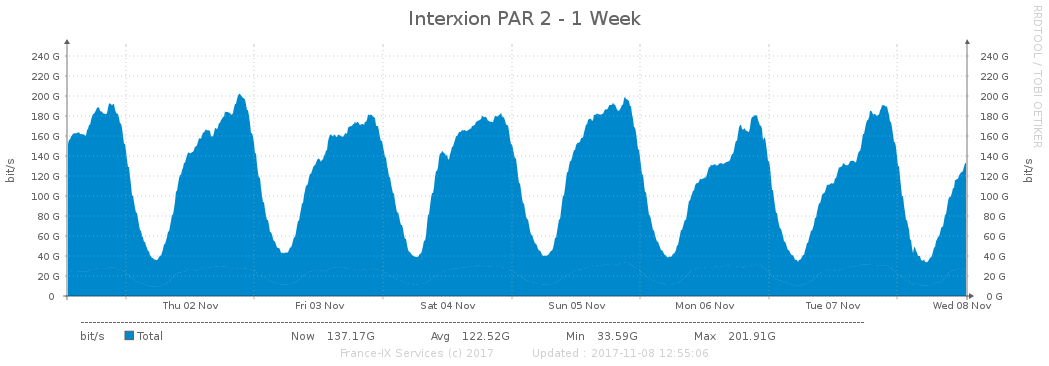 Interxion PAR 2 - 1 Week
RRDTOOL / TOBI OETIKER
240 G 240 G
220 G 220 G
200 G 200 G
180 G 180 G
160 G 160 G
140 G 140 G
120 G 120 G
100 G 100 G
80 G 80 G
60 G 60 G
40 G 40 G
20 G 20 G
0 0 G
bit/s bit/s
Thu 02 Nov Fri 03 Nov Sat 04 Nov Sun 05 Nov Mon 06 Nov Tue 07 Nov Wed 08 Nov
bit/s Total Now 137.17G Avg 122.52G Min 33.59G Max 201.91G
France-IX Services (c) 2017 Updated : 2017-11-08 12:55:06